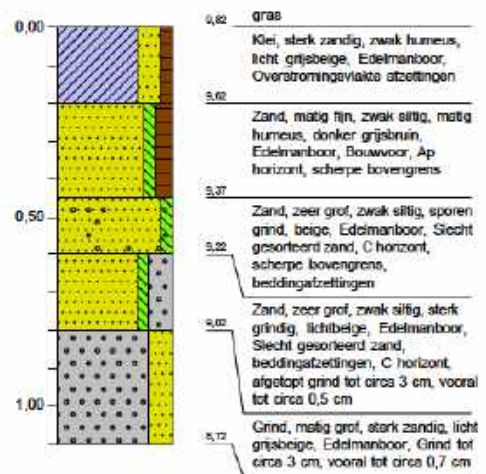 0,00
0,50
1,00
9,82
gras
Klei, sterk zandig, zwak humeus,
licht grijsbeige, Edelmanboor,
Overstromingsvlakte afzettingen
9,62
Zand, matig fijn, zwak siltig, matig
humeus, donker grijsbruin,
Edelmanboor, Bouwvoor, Ap
horizont, scherpe bovengrens
9,37
Zand, zeer grof, zwak siltig, sporen
grind, beige, Edelmanboor, Slecht
gesorteerd zand, C horizont,
scherpe bovengrens,
beddingafzettingen
9,22
Zand, zeer grof, zwak siltig, sterk
grindig, lichtbeige, Edelmanboor,
Slecht gesorteerd zand,
beddingafzettingen, C horizont,
afgetopt grind tot circa 3 cm, vooral
tot circa 0,5 cm
9,02
Grind, matig grof, sterk zandig, licht
grijsbeige, Edelmanboor, Grind tot
circa 3 cm, vooral tot circa 0,7 cm
8,72